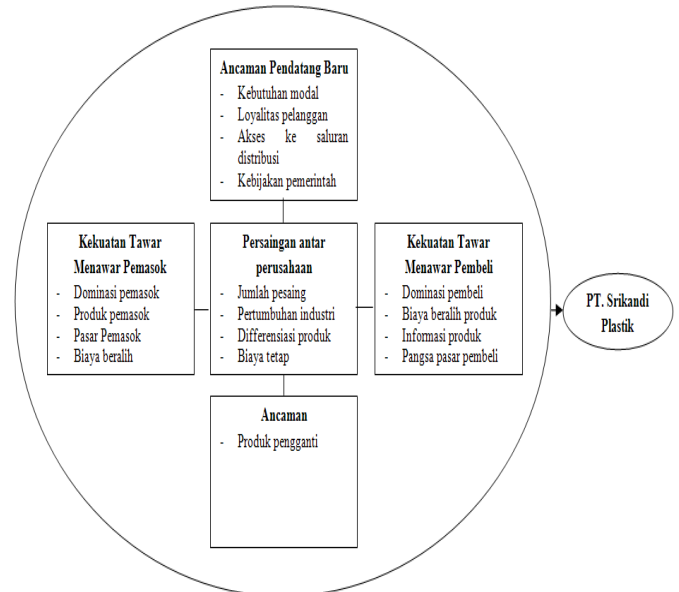 Ancaman Pendatang Baru
- Kebutuhan modal
- Loyalitas pelanggan
- Akses ke saluran
distribusi
- Kebijakan pemerintah
Kekuatan Tawar
Menawar Pemasok
- Dominasi pemasok
- Produk pemasok
- Pasar Pemasok
- Biaya beralih
Persaingan antar
perusahaan
- Jumlah pesaing
- Pertumbuhan industri
- Differensiasi produk
- Biaya tetap
Kekuatan Tawar
Menawar Pembeli
- Dominasi pembeli
- Biaya beralih produk
- Informasi produk
- Pangsa pasar pembeli
PT. Srikandi
Plastik
Ancaman
- Produk pengganti